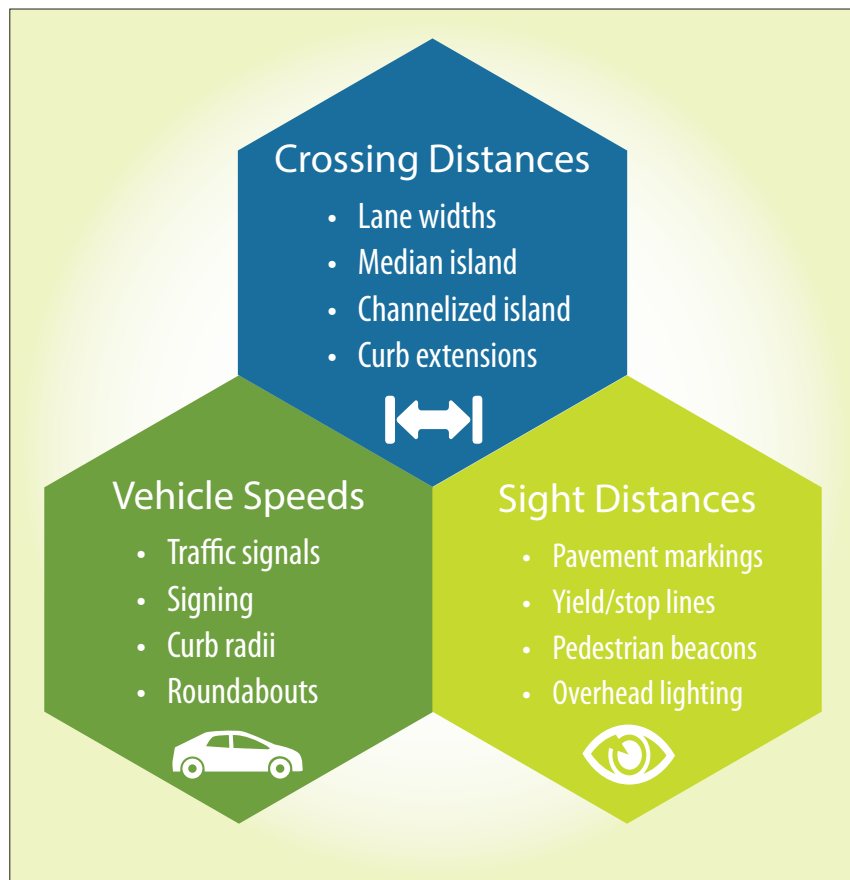 Crossing Distances
• Lane widths
• Median island
• Channelized island
• Curb extensions
Vehicle Speeds
• Traffic signals
• Signing
• Curb radii
• Roundabouts
Sight Distances
• Pavement markings
• Yield/stop lines
• Pedestrian beacons
• Overhead lighting